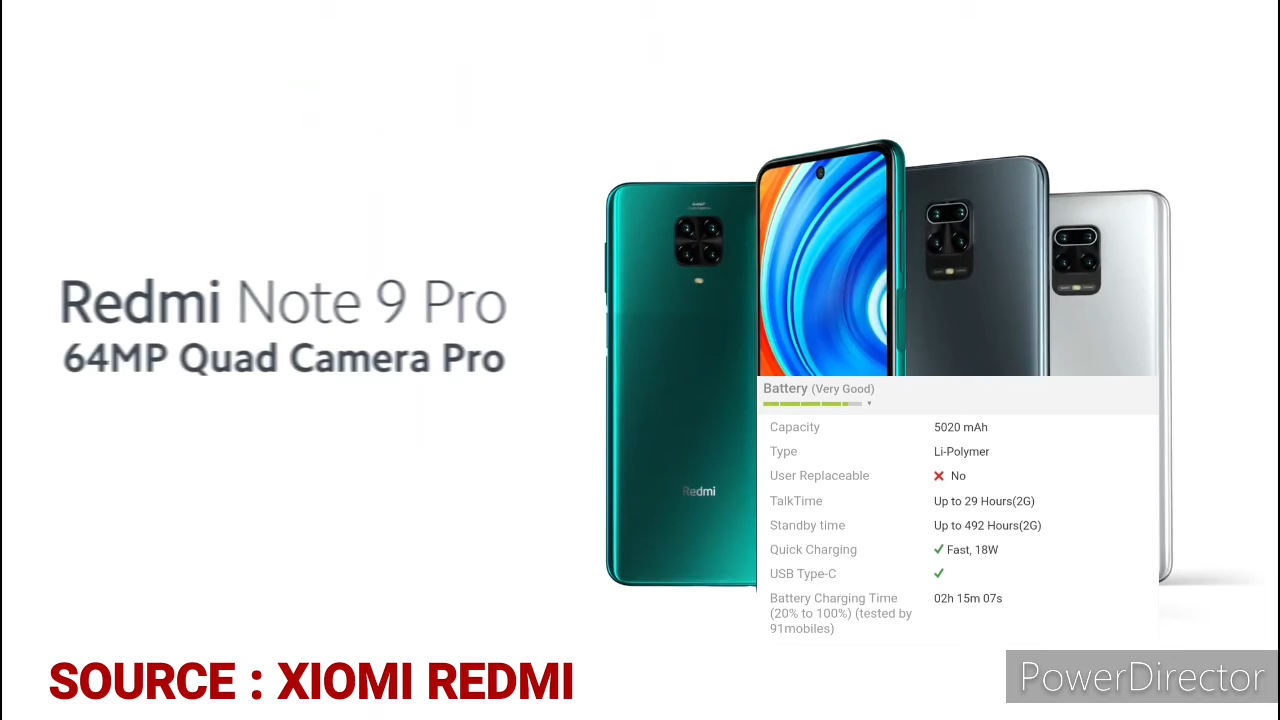 Redmi Note 9 Pro
64MP Quad Camera Pro
Redmi
Battery (Very Good)
Capacity 5020 mAh
Type Li-Polymer
User Replaceable No
TalkTime Up to 29 Hours(2G)
Standby time Up to 492 Hours(2G)
Quick Charging Fast, 18W
USB Type-C
Battery Charging Time 02h 15m 07s
(20% to 100%) (tested by
91mobiles)
SOURCE : XIOMI REDMI
PowerDirector